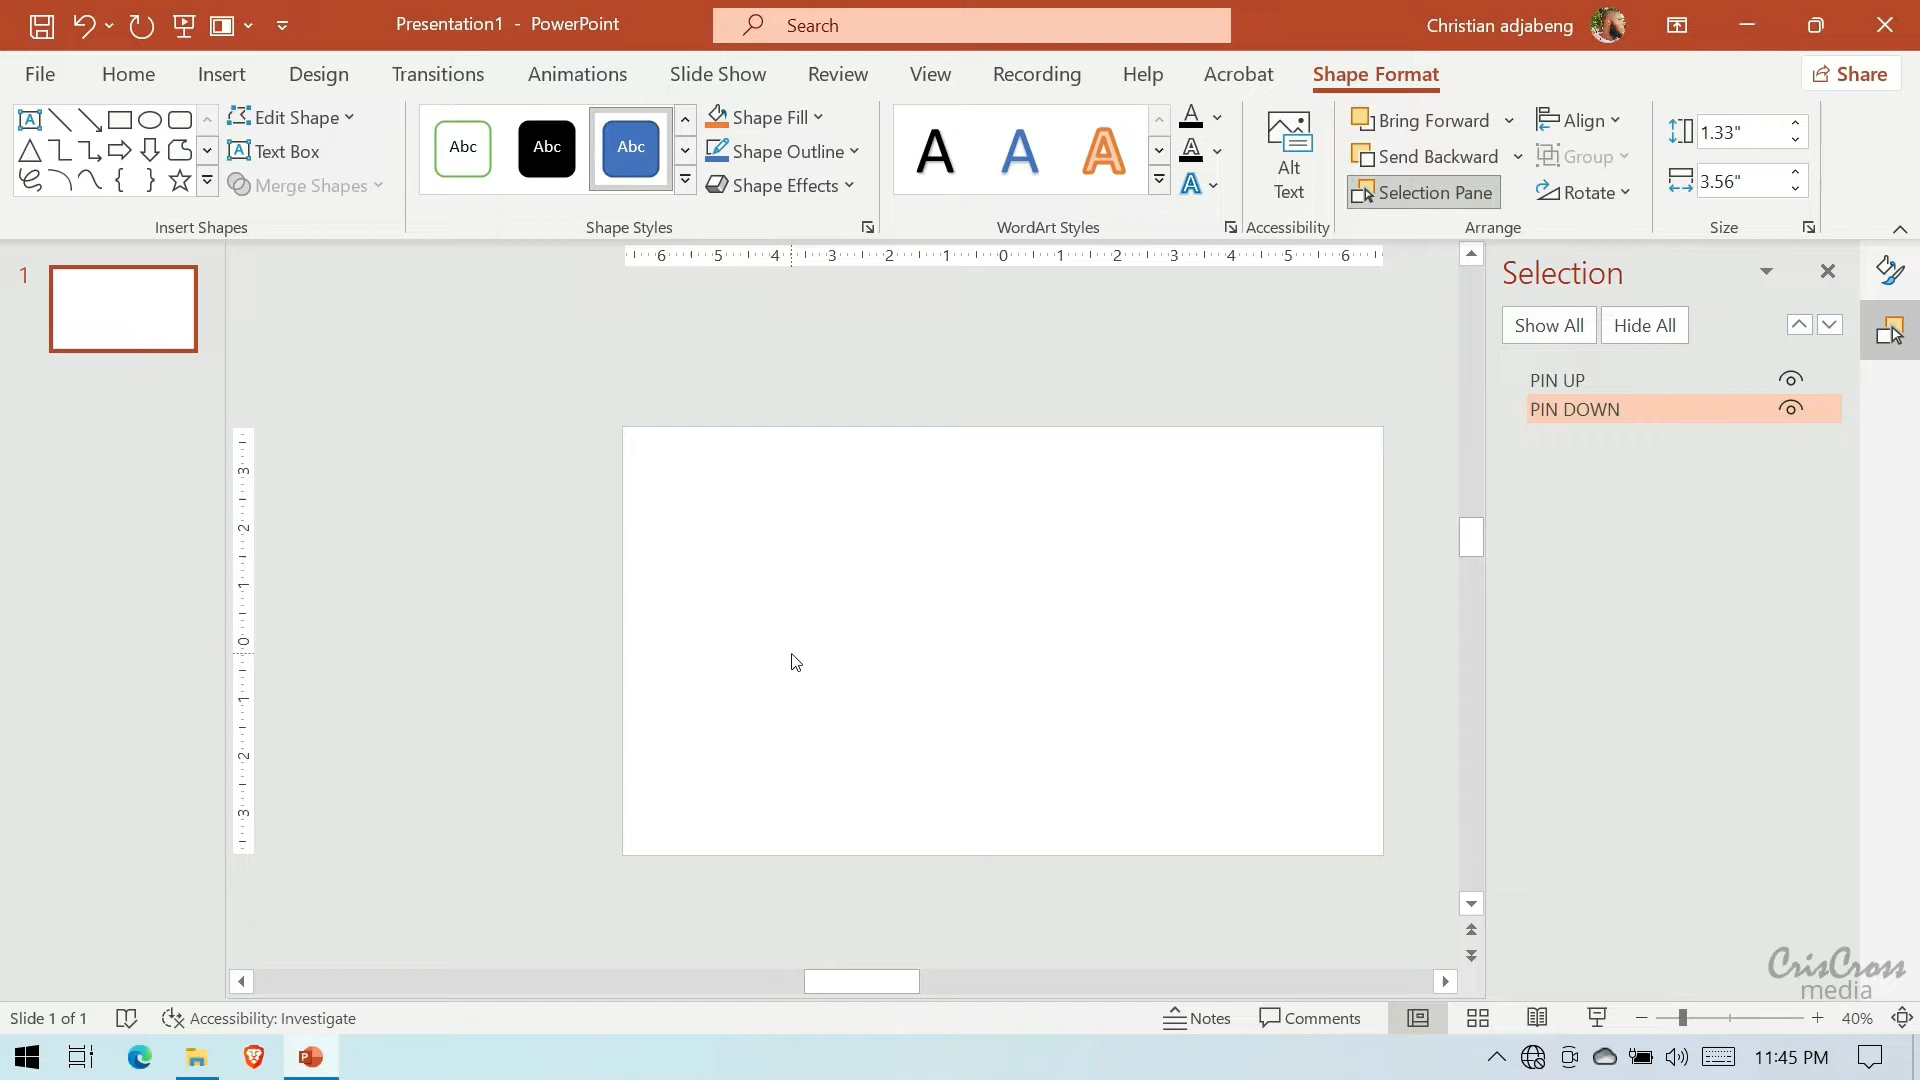 Presentation1 - PowerPoint
Search
Christian adjabeng
File Home Insert Design Transitions Animations Slide Show Review View Recording Help Acrobat Shape Format
Share
A
Edit Shape
Text Box
Merge Shapes
Insert Shapes
Abc Abc Abc
Shape Fill
Shape Outline
Shape Effects
Shape Styles
A A A
A
A
A
WordArt Styles
Alt
Text
Accessibility
Bring Forward
Send Backward
Selection Pane
Align
Group
Rotate
Arrange
1.33"
3.56"
Size
1
6 5 4 3 2 1 0 1 2 3 4 5 6
3
2
1
0
1
2
3
Selection
Show All Hide All
PIN UP
PIN DOWN
CrisCross
media
Slide 1 of 1
Accessibility: Investigate
Notes
Comments
40%
11:45 PM